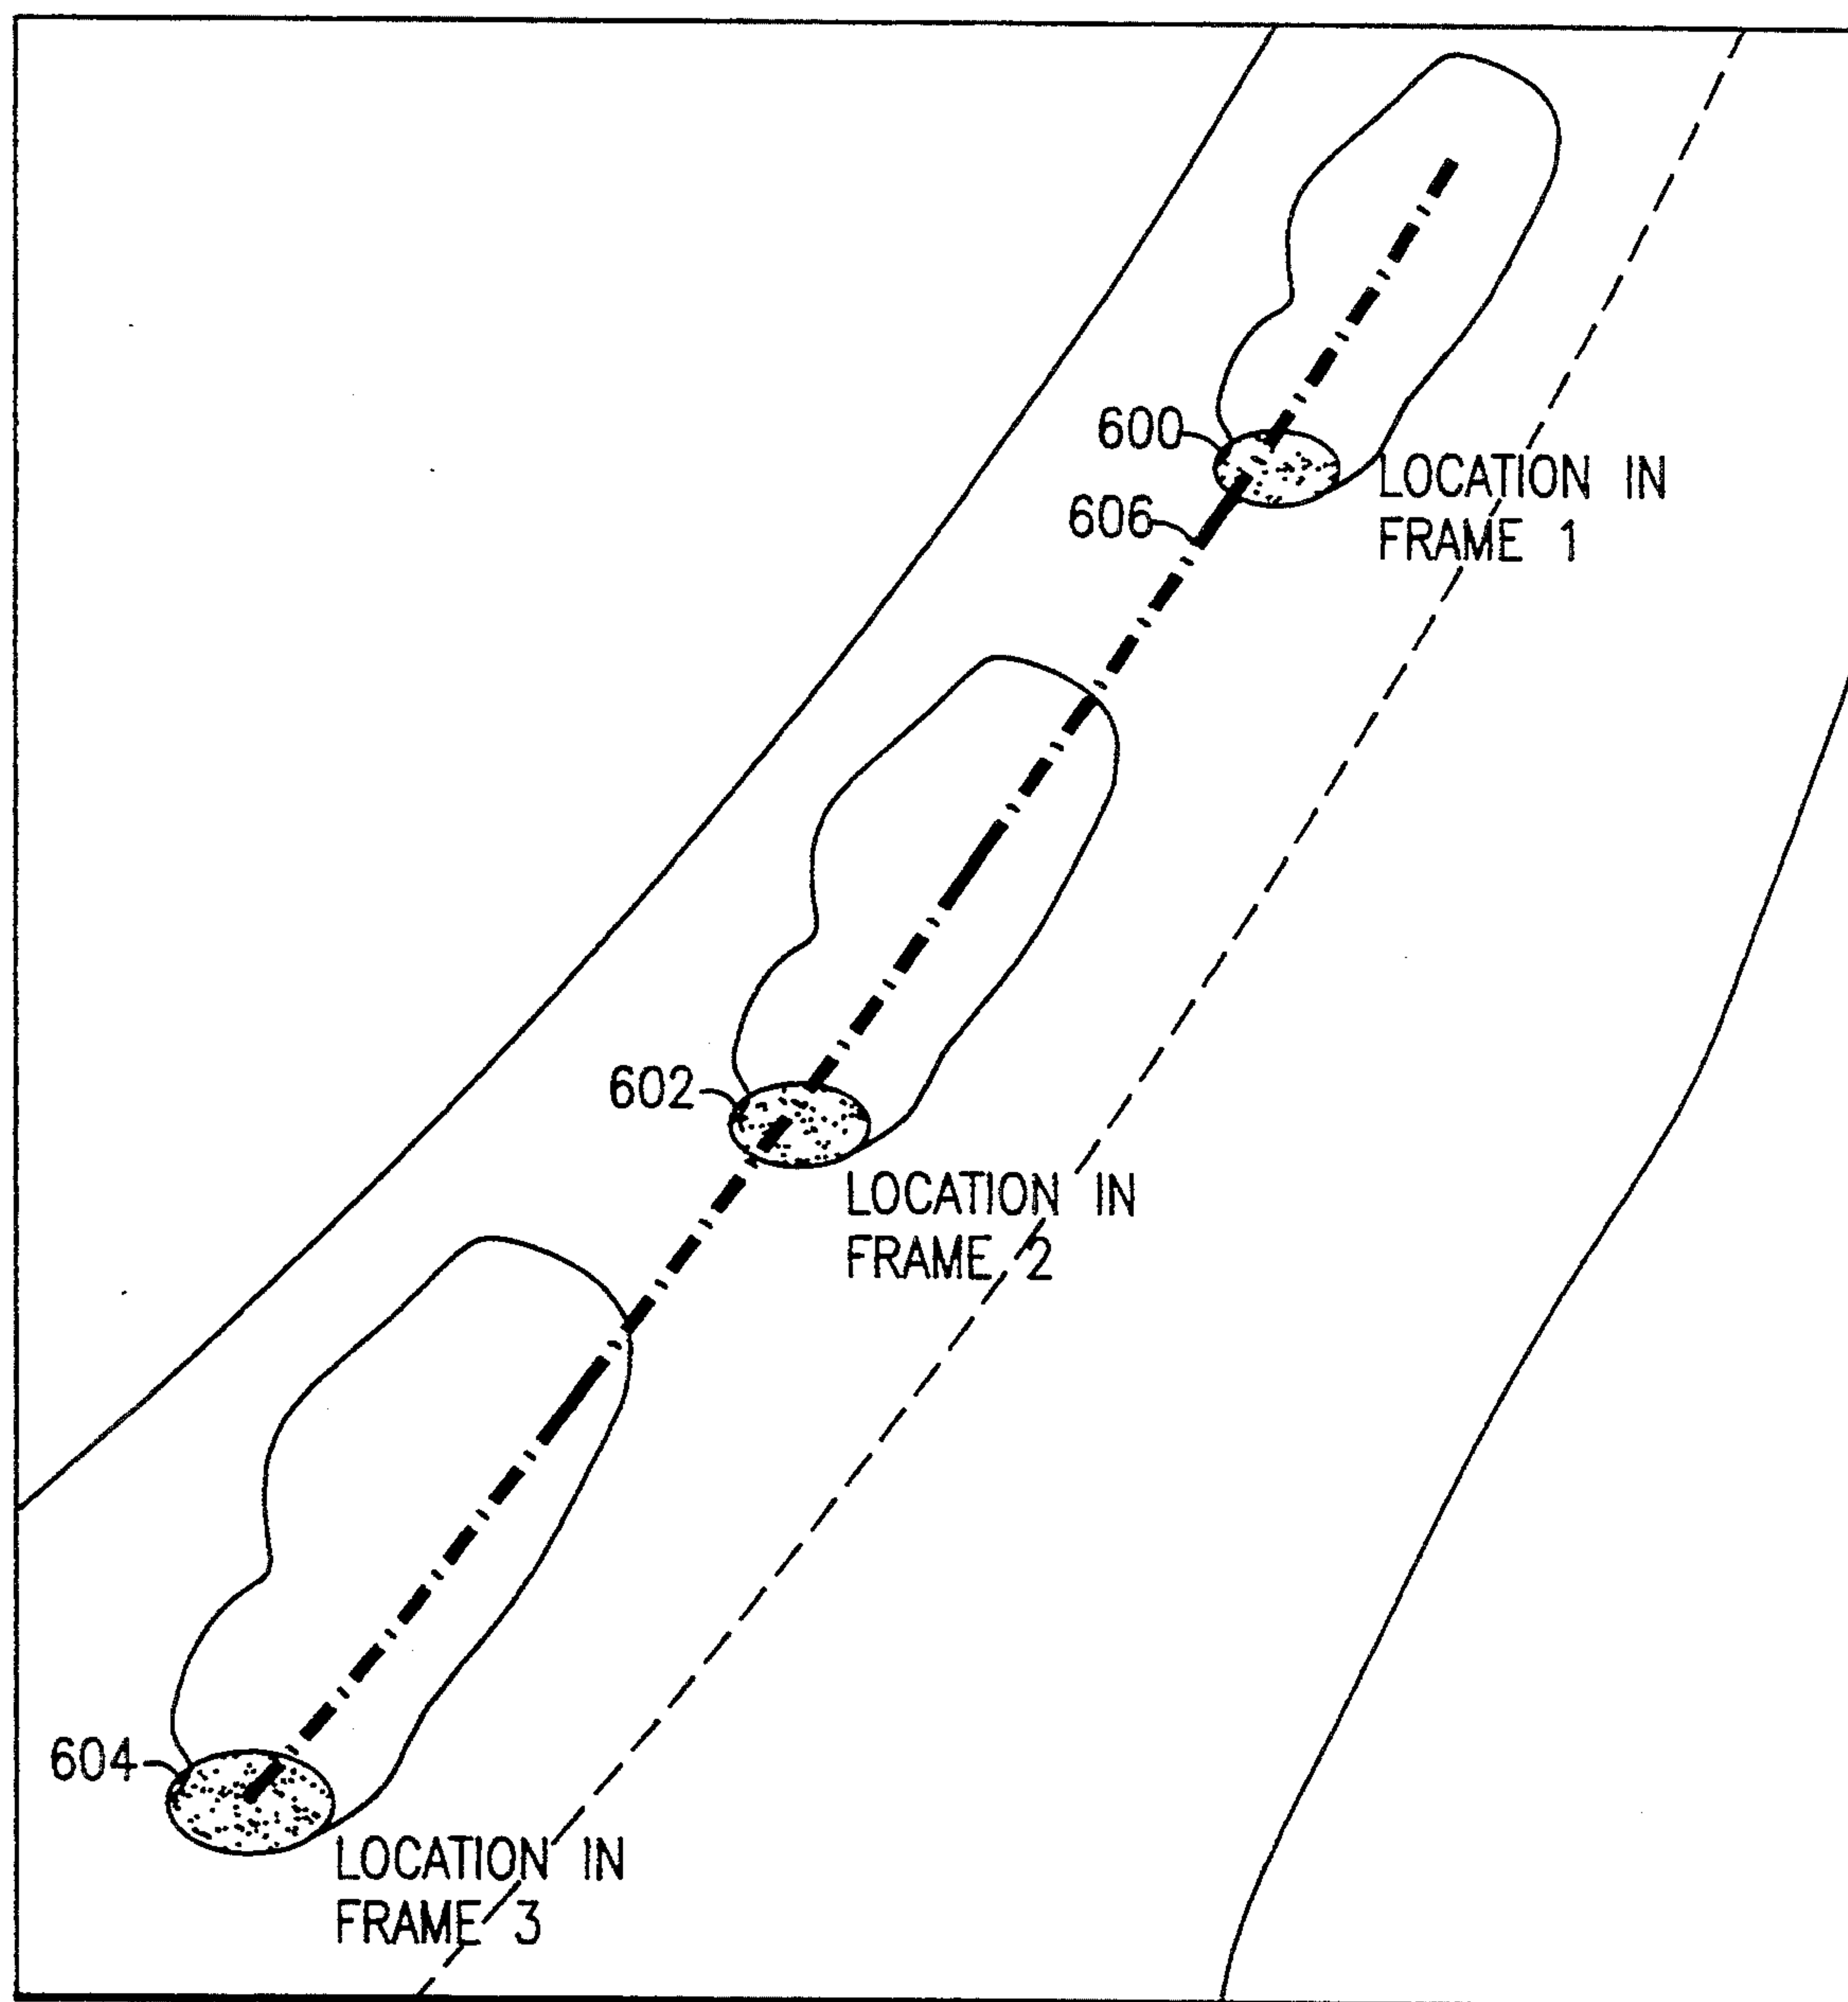 600
606
LOCATION IN
FRAME 1
602
LOCATION IN
FRAME 2
604
LOCATION IN
FRAME 3